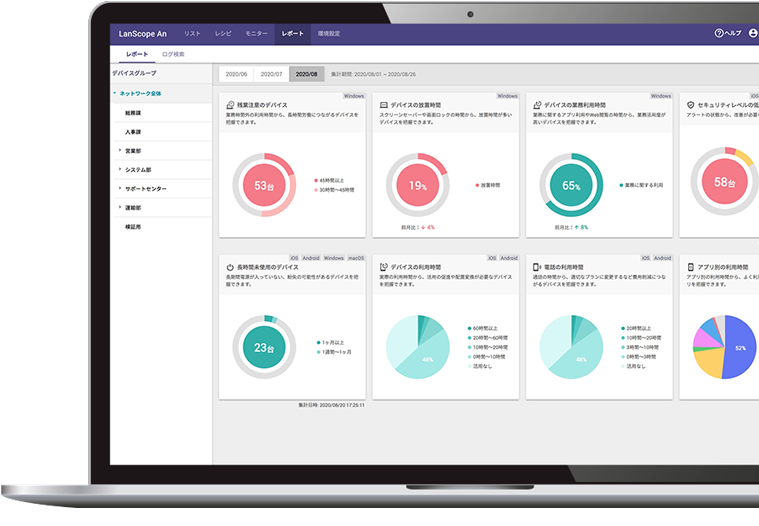 LanScope An
リスト
レシピ
モニター
レポート
環境設定
ヘルプ
レポート
ログ検索
デバイスグループ
ネットワーク全体
総務課
人事課
営業部
システム部
サポートセンター
運輸部
検証用
2020/06
2020/07
2020/08
集計期間: 2020/08/01 ~ 2020/08/26
Windows
残業注意のデバイス
業務時間外の利用時間から、長時間労働につながるデバイスを
把握できます。
53台
45時間以上
30時間〜45時間
Windows
デバイスの放置時間
スクリーンセーバーや画面ロックの時間から、放置時間が多い
デバイスを把握できます。
19%
放置時間
前月比：↓ 4%
Windows
デバイスの業務利用時間
業務に関するアプリ利用やWeb閲覧の時間から、業務活用度が
高いデバイスを把握できます。
65%
業務に関する利用
前月比：↑ 8%
iOS
セキュリティレベルの低
アラートの状態から、改善が必要な
58台
iOS Android Windows macOS
長時間未使用のデバイス
長期間電源が入っていない、紛失の可能性があるデバイスを把
握できます。
23台
1ヶ月以上
1週間〜1ヶ月
iOS Android
デバイスの利用時間
実際の利用時間から、活用の促進や配置変換が必要なデバイス
を把握できます。
48%
60時間以上
20時間〜60時間
10時間〜20時間
0時間〜10時間
活用なし
iOS Android
電話の利用時間
通話の時間から、適切なプランに変更するなど費用削減につな
がるデバイスを把握できます。
48%
20時間以上
10時間〜20時間
3時間〜10時間
0時間〜3時間
活用なし
アプリ別の利用時間
アプリ別の利用時間から、よく利
リを把握できます。
52%
集計日時: 2020/08/20 17:25:11